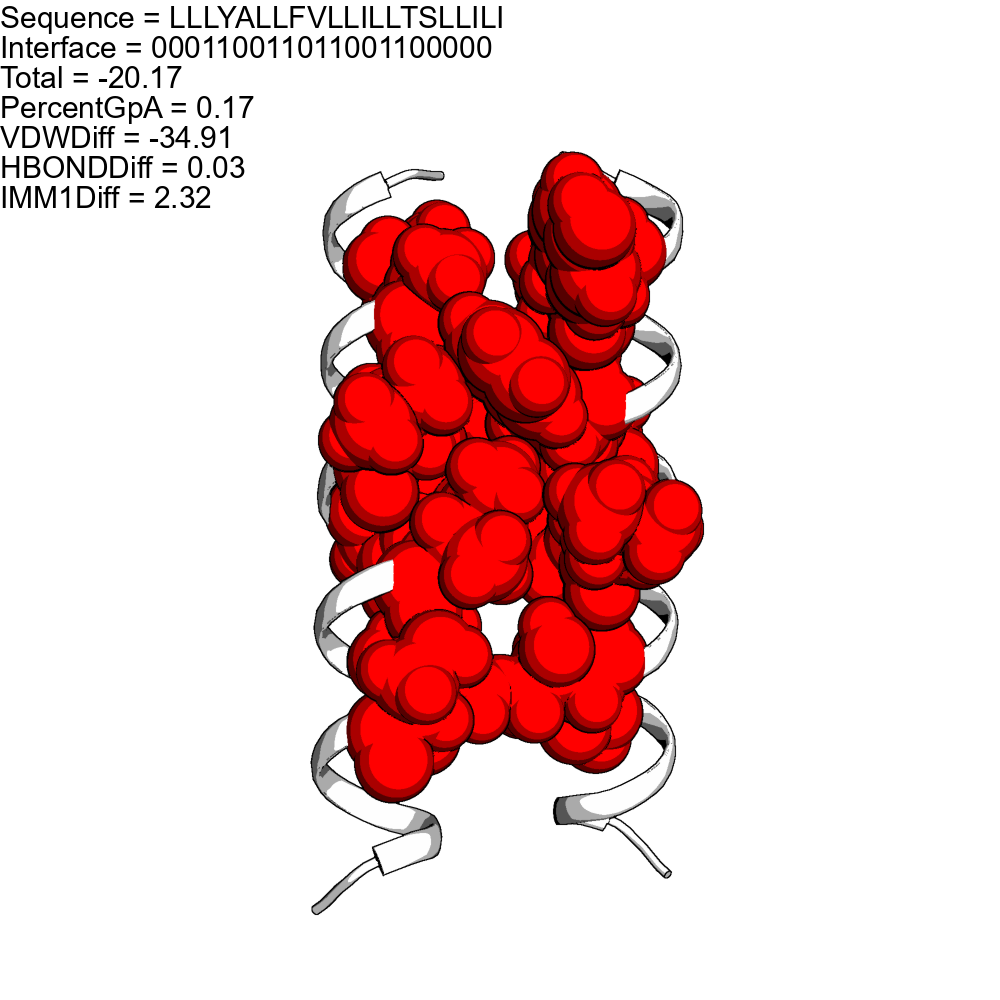 Sequence = LLLYALLFVLLILLTSLLILI
Interface = 000110011011001100000
Total = -20.17
PercentGpA = 0.17
VDWDiff = -34.91
HBONDDiff = 0.03
IMM1Diff = 2.32